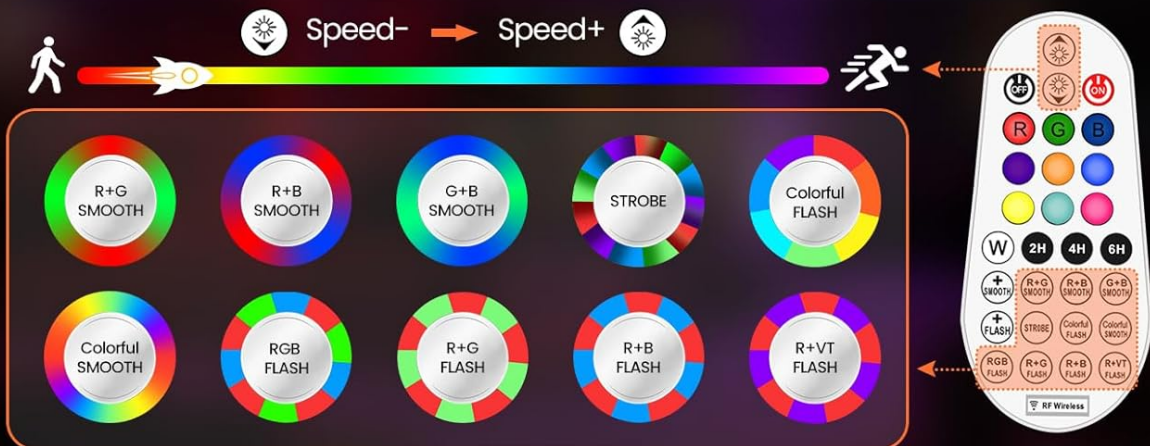 Speed-
Speed+
R+G
SMOOTH
R+B
SMOOTH
G+B
SMOOTH
STROBE
Colorful
FLASH
Colorful
SMOOTH
RGB
FLASH
R+G
FLASH
R+B
FLASH
R+VT
FLASH
OFF
ON
R
G
B
W
2H
4H
6H
+
SMOOTH
R+G
SMOOTH
R+B
SMOOTH
G+B
SMOOTH
+
FLASH
STROBE
Colorful
FLASH
Colorful
SMOOTH
RGB
FLASH
R+G
FLASH
R+B
FLASH
R+VT
FLASH
RF Wireless